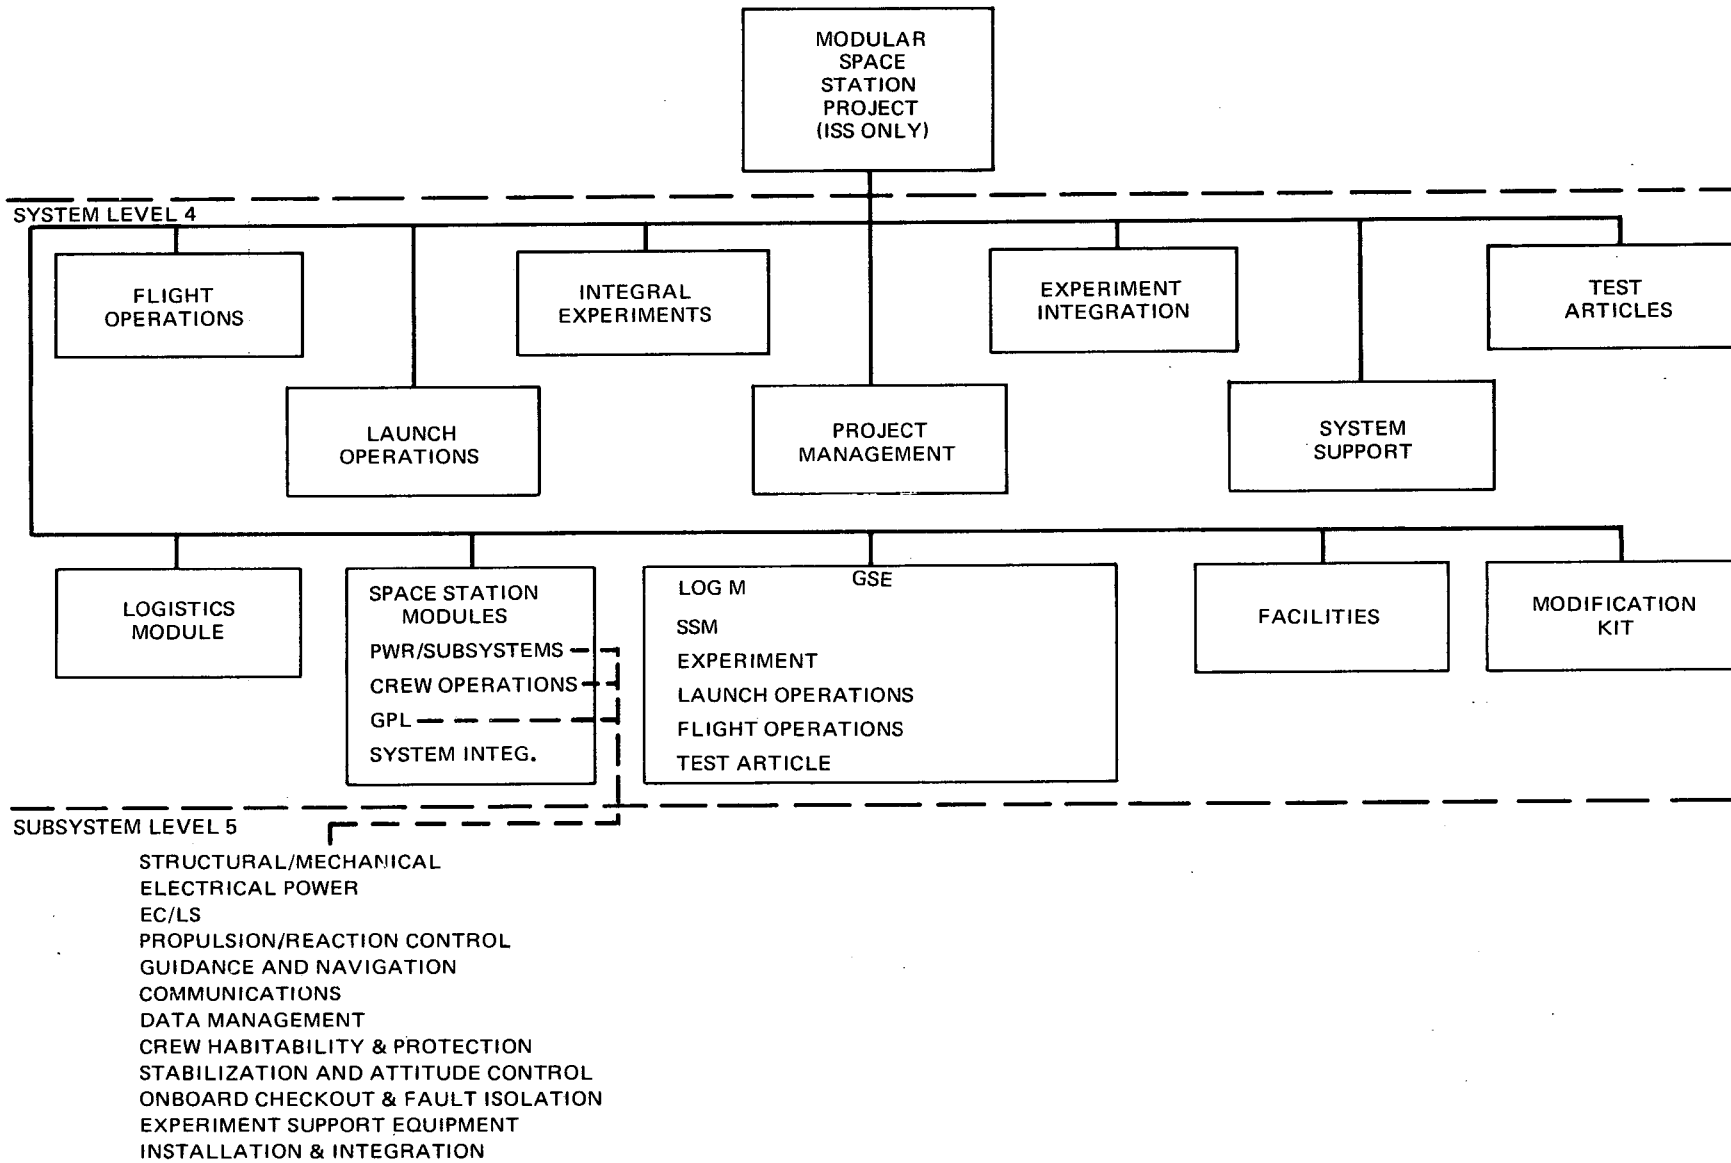 MODULAR
SPACE
STATION
PROJECT
(ISS ONLY)
SYSTEM LEVEL 4
FLIGHT
OPERATIONS
INTEGRAL
EXPERIMENTS
EXPERIMENT
INTEGRATION
TEST
ARTICLES
LAUNCH
OPERATIONS
PROJECT
MANAGEMENT
SYSTEM
SUPPORT
LOGISTICS
MODULE
SPACE STATION
MODULES
PWR/SUBSYSTEMS
CREW OPERATIONS
GPL
SYSTEM INTEG.
GSE
LOG M
SSM
EXPERIMENT
LAUNCH OPERATIONS
FLIGHT OPERATIONS
TEST ARTICLE
FACILITIES
MODIFICATION
KIT
SUBSYSTEM LEVEL 5
STRUCTURAL/MECHANICAL
ELECTRICAL POWER
EC/LS
PROPULSION/REACTION CONTROL
GUIDANCE AND NAVIGATION
COMMUNICATIONS
DATA MANAGEMENT
CREW HABITABILITY & PROTECTION
STABILIZATION AND ATTITUDE CONTROL
ONBOARD CHECKOUT & FAULT ISOLATION
EXPERIMENT SUPPORT EQUIPMENT
INSTALLATION & INTEGRATION